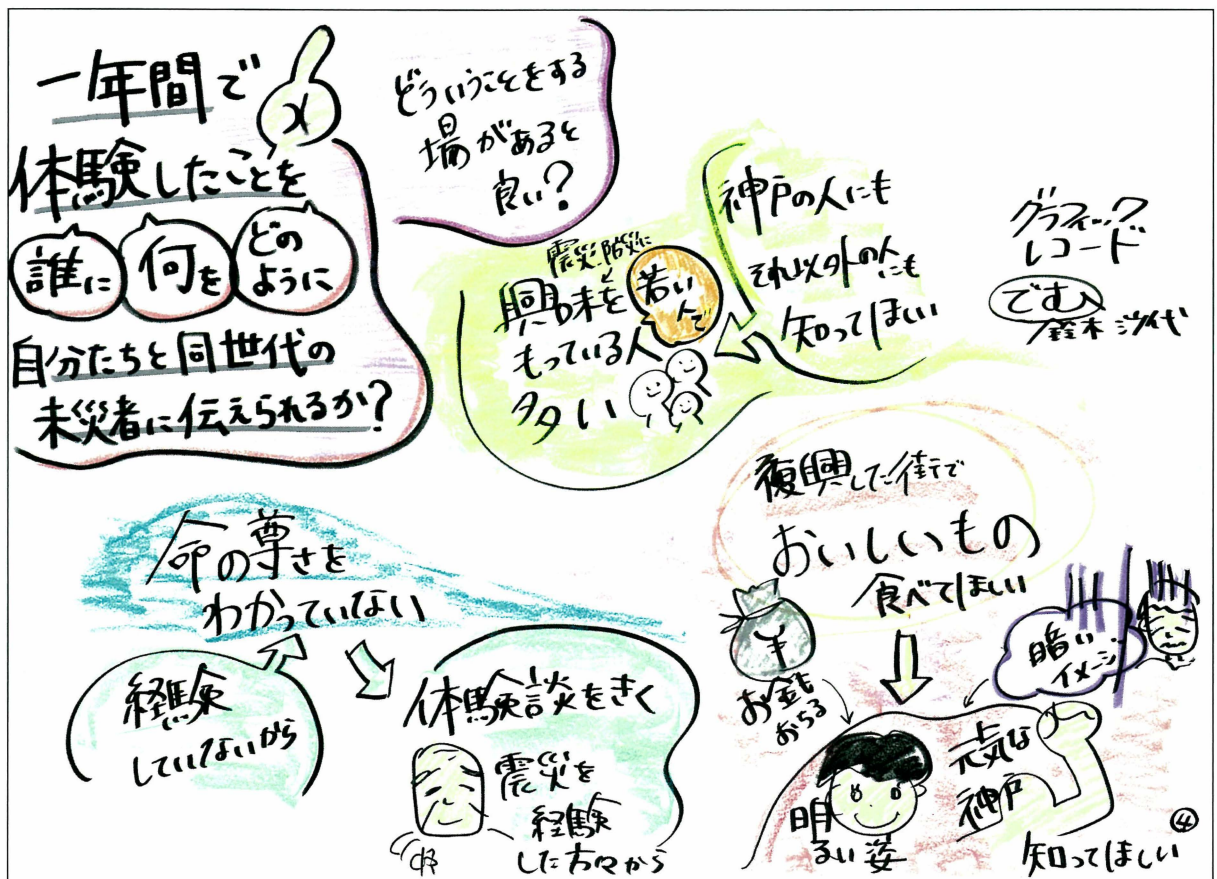 一年間で
体験したことを
誰に
何を
どの
ように
自分たちと同世代の
未災者に伝えられるか?
どういうことをする
場があると
良い?
神戸の人にも
それ以外の人にも
知ってほしい
震災、防災に
興味を
もっている人
多い
若い
人で
グラフィック
レコード
でむ
鈴木 沙代
命の尊さを
わかっていない
経験
していないから
体験談をきく
震災を
経験
した方々から
復興した街で
おいしいもの
食べてほしい
¥
お金も
おちる
暗い
イメージ
明
るい姿
元気な
神戸
知ってほしい
④